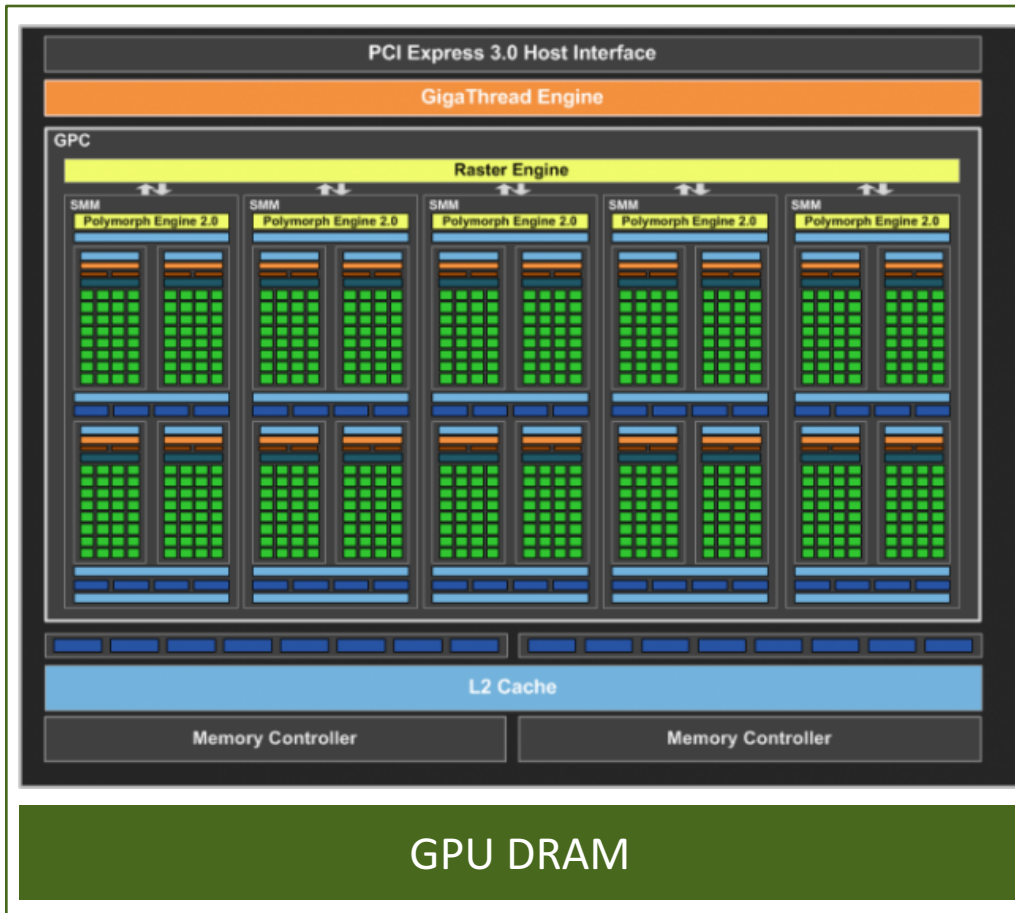 PCI Express 3.0 Host Interface
GigaThread Engine
GPC
Raster Engine
SMM SMM SMM SMM SMM
Polymorph Engine 2.0 Polymorph Engine 2.0 Polymorph Engine 2.0 Polymorph Engine 2.0 Polymorph Engine 2.0
L2 Cache
Memory Controller Memory Controller
GPU DRAM